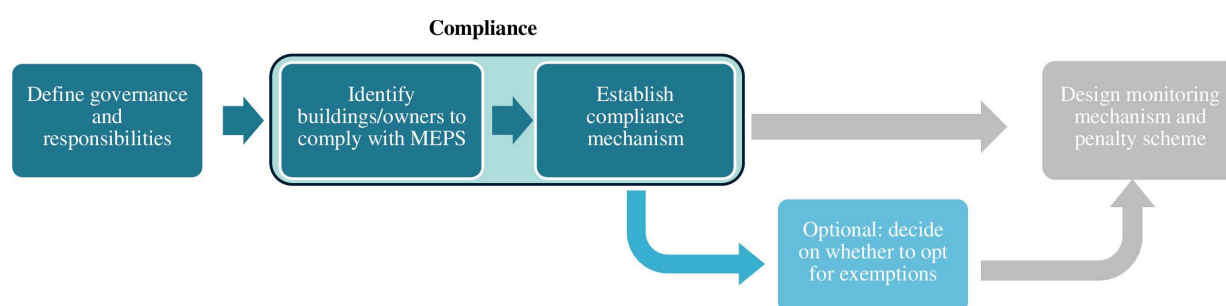 Compliance
Define governance
and
responsibilities
Identify
buildings/owners to
comply with MEPS
Establish
compliance
mechanism
Design monitoring
mechanism and
penalty scheme
Optional: decide
on whether to opt
for exemptions